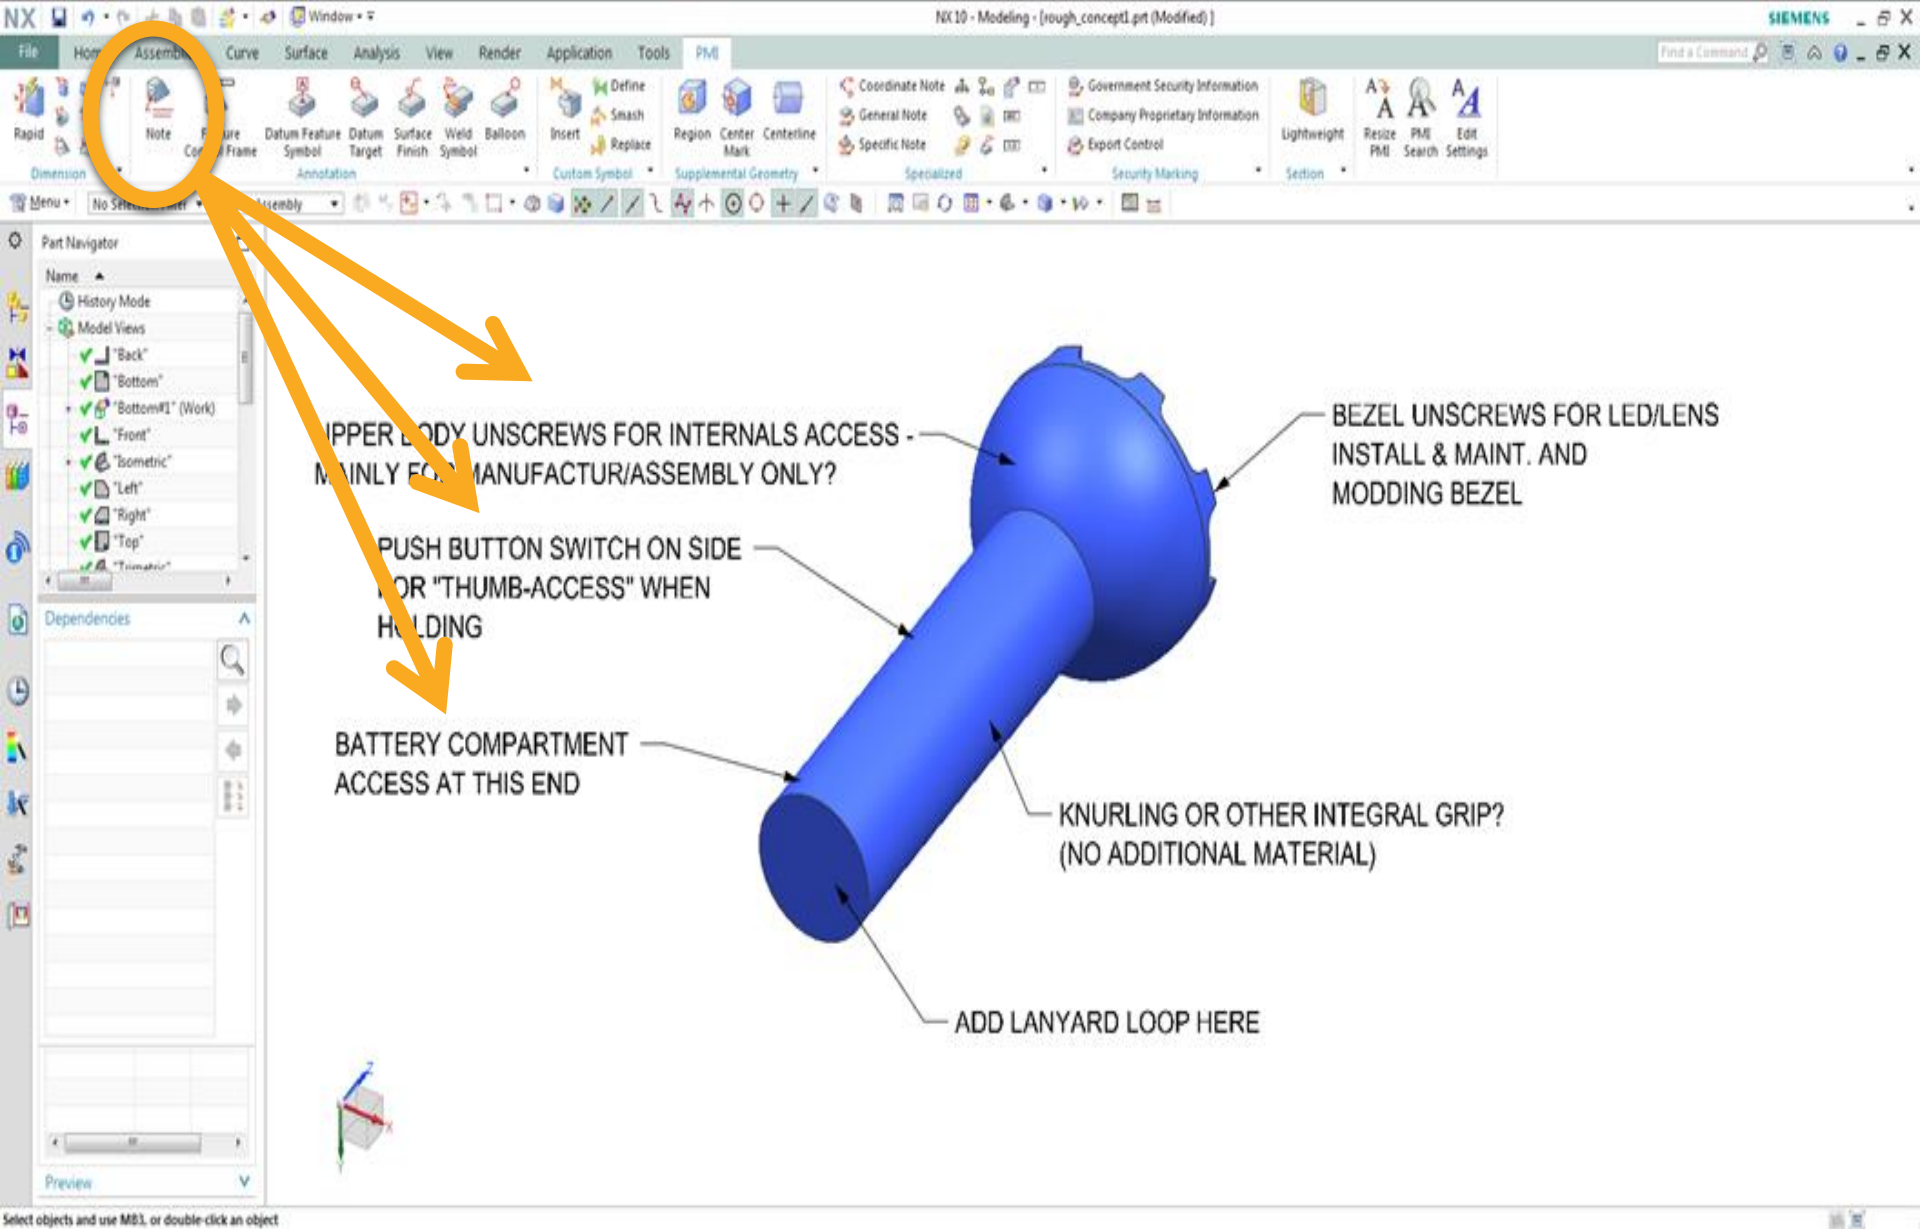 NX Window NX 10 - Modeling - [rough_concept1.prt (Modified) ] SIEMENS
File Curve Surface Analysis View Render Application Tools PMI Find a Command
Rapid
Note
Datum Feature
Symbol
Datum
Target
Surface
Finish
Weld
Symbol
Balloon
Insert
Define
Smash
Replace
Region
Center
Mark
Centerline
Coordinate Note
General Note
Specific Note
Government Security Information
Company Proprietary Information
Export Control
Lightweight
Resize
PMI
PMI
Search
Edit
Settings
Dimension Annotation Custom Symbol Supplemental Geometry Specialized Security Marking Section
Menu
Part Navigator
Name
History Mode
Model Views
"Back"
"Bottom"
"Bottom#1" (Work)
"Front"
"Isometric"
"Left"
"Right"
"Top"
"Trimetric"
Dependencies
Preview
UNSCREWS FOR INTERNALS ACCESS -
MANUFACTUR/ASSEMBLY ONLY?
PUSH BUTTON SWITCH ON SIDE
"THUMB-ACCESS" WHEN
HOLDING
BATTERY COMPARTMENT
ACCESS AT THIS END
BEZEL UNSCREWS FOR LED/LENS
INSTALL & MAINT. AND
MODDING BEZEL
KNURLING OR OTHER INTEGRAL GRIP?
(NO ADDITIONAL MATERIAL)
ADD LANYARD LOOP HERE
Z
X
Y
Select objects and use MB3, or double-click an object